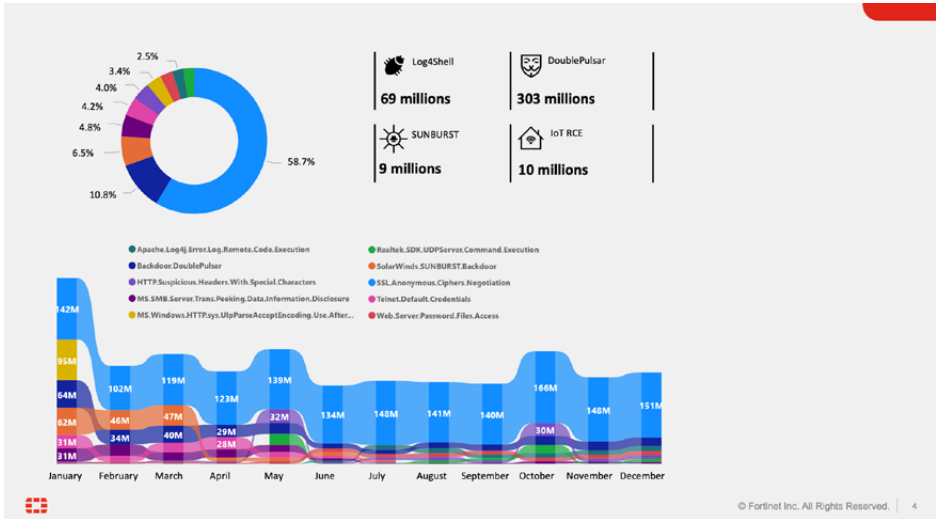 2.5%
3.4%
4.0%
4.2%
4.8%
6.5%
10.8%
58.7%
Log4Shell
69 millions
DoublePulsar
303 millions
SUNBURST
9 millions
IoT RCE
10 millions
Apache.Log4j.Error.Log.Remote.Code.Execution
Backdoor.DoublePulsar
HTTP.Suspicious.Headers.With.Special.Characters
MS.SMB.Server.Trans.Peeking.Data.Information.Disclosure
MS.Windows.HTTP.sys.UlpParseAcceptEncoding.Use.After...
Realtek.SDK.UDPServer.Command.Execution
SolarWinds.SUNBURST.Backdoor
SSL.Anonymous.Ciphers.Negotiation
Telnet.Default.Credentials
Web.Server.Password.Files.Access
142M
95M
64M
62M
31M
31M
102M
46M
34M
119M
47M
40M
123M
29M
28M
139M
32M
134M
148M
141M
140M
166M
30M
148M
151M
January February March April May June July August September October November December
© Fortinet Inc. All Rights Reserved. 4